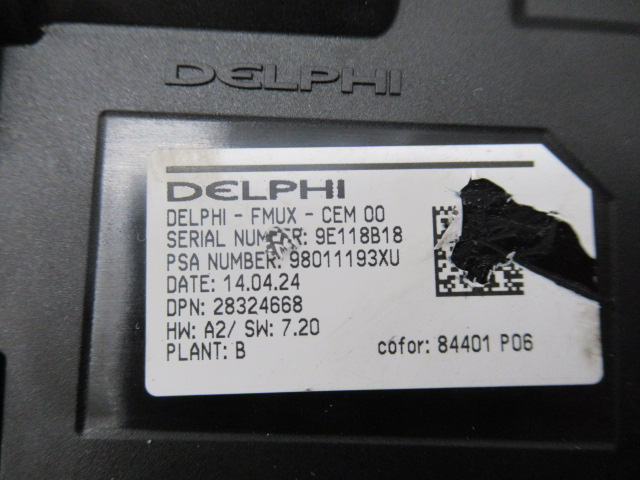 DELPHI
DELPHI
DELPHI - FMUX - CEM 00
SERIAL NUMBER: 9E118B18
PSA NUMBER: 98011193XU
DATE: 14.04.24
DPN: 28324668
HW: A2/ SW: 7.20
PLANT: B
cofor: 84401 P06